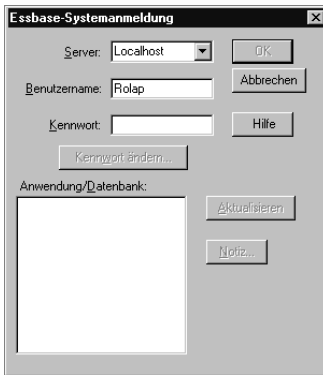 Essbase-Systemanmeldung
Server: Localhost OK
Benutzername: Rolap Abbrechen
Kennwort: Hilfe
Kennwort ändern...
Anwendung/Datenbank:
Aktualisieren
Notiz...